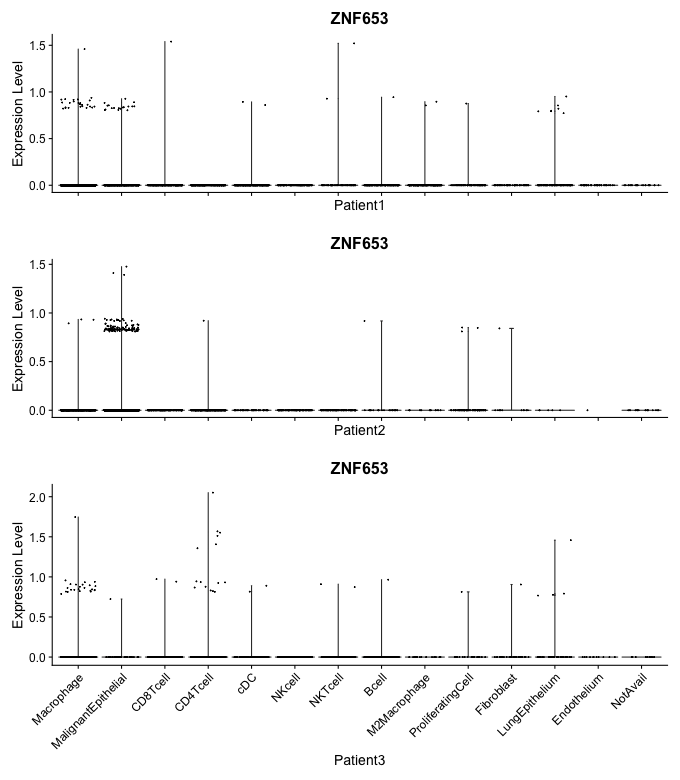 ZNF653
Expression Level
1.5
1.0
0.5
0.0
Patient1
ZNF653
Expression Level
1.5
1.0
0.5
0.0
Patient2
ZNF653
Expression Level
2.0
1.5
1.0
0.5
0.0
Macrophage
MalignantEpithelial
CD8Tcell
CD4Tcell
cDC
NKcell
NKTcell
Bcell
M2Macrophage
ProliferatingCell
Fibroblast
LungEpithelium
Endothelium
NotAvail
Patient3